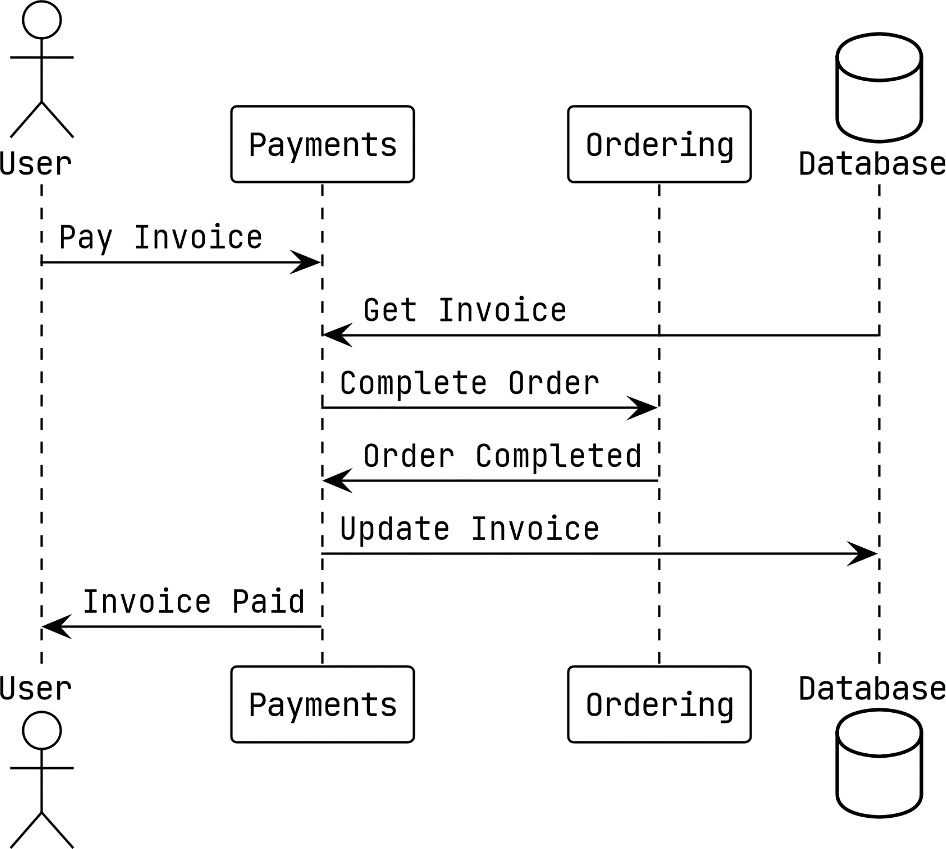 User
Payments
Ordering
Database
Pay Invoice
Get Invoice
Complete Order
Order Completed
Update Invoice
Invoice Paid
User
Payments
Ordering
Database